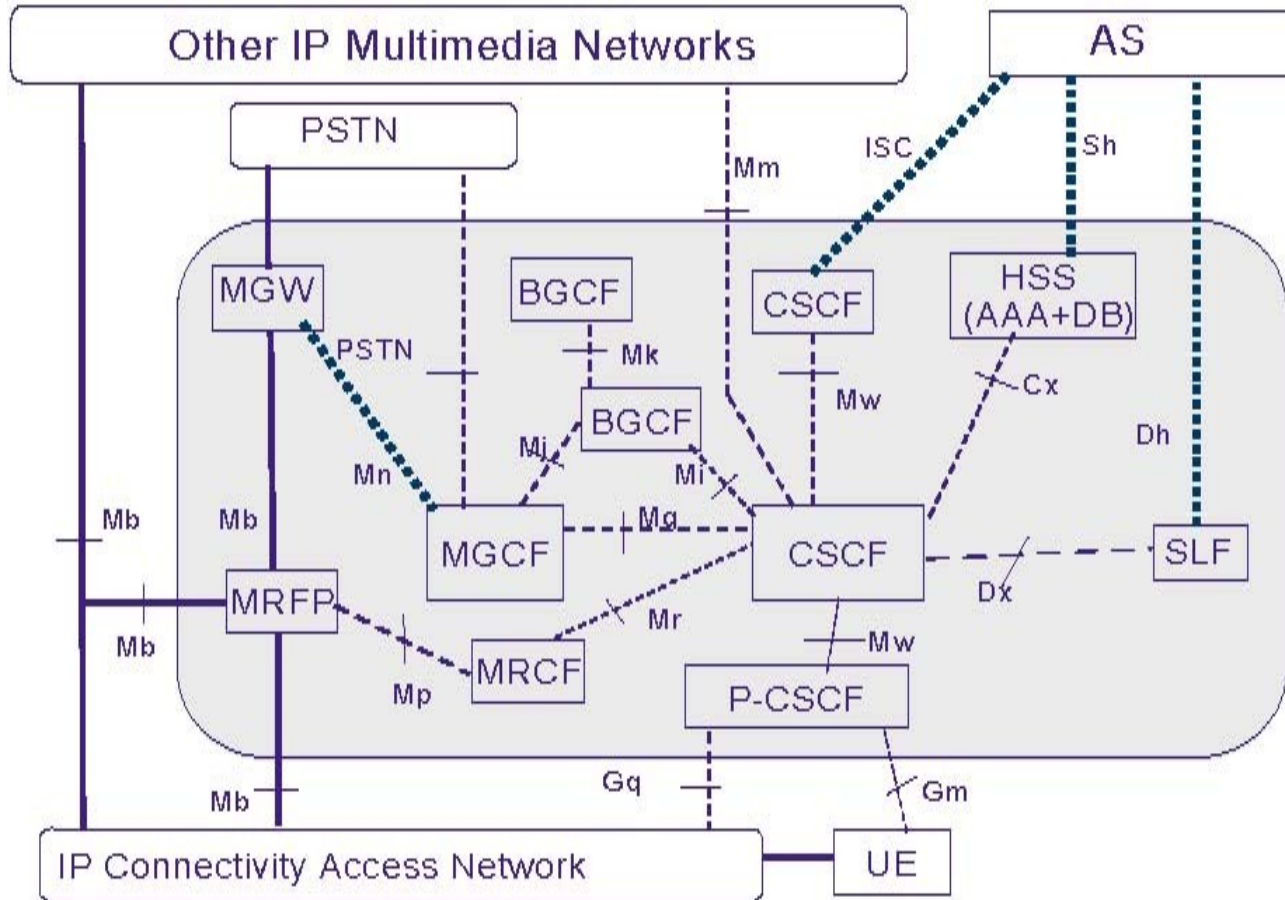 Other IP Multimedia Networks
AS
PSTN
ISC
Sh
Mm
MGW
BGCF
CSCF
HSS
(AAA+DB)
PSTN
Mk
Mw
Cx
BGCF
Mj
Mi
Dh
Mn
Mb
Mb
Mg
MGCF
CSCF
SLF
Dx
MRFP
Mr
Mb
Mp
MRCF
Mw
P-CSCF
Mb
Gq
Gm
IP Connectivity Access Network
UE